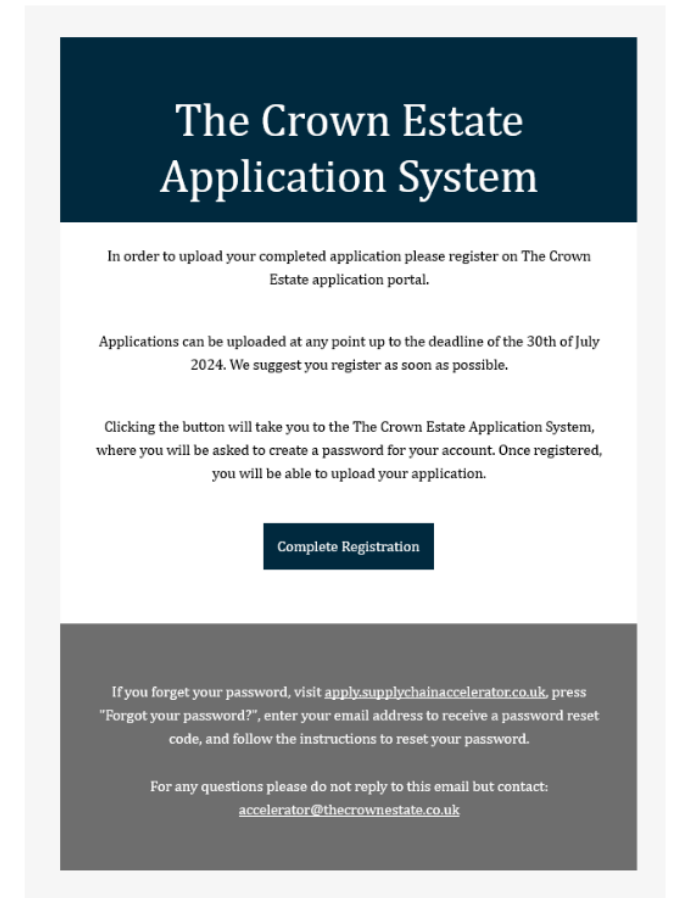 The Crown Estate
Application System
In order to upload your completed application please register on The Crown
Estate application portal.
Applications can be uploaded at any point up to the deadline of the 30th of July
2024. We suggest you register as soon as possible.
Clicking the button will take you to the The Crown Estate Application System,
where you will be asked to create a password for your account. Once registered,
you will be able to upload your application.
Complete Registration
If you forget your password, visit apply.supplychainaccelerator.co.uk, press
"Forgot your password?", enter your email address to receive a password reset
code, and follow the instructions to reset your password.
For any questions please do not reply to this email but contact:
accelerator@thecrownestate.co.uk